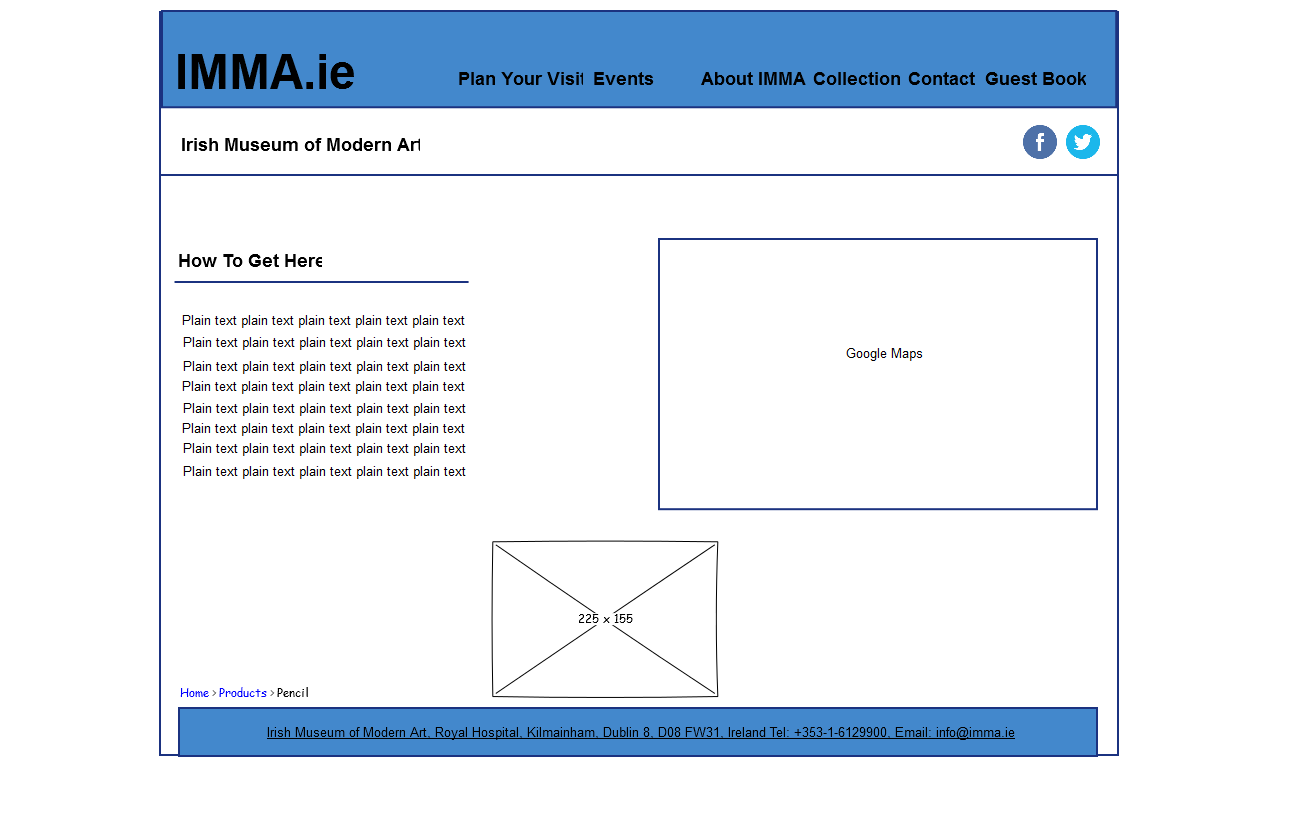 IMMA.ie
Plan Your Visit Events About IMMA Collection Contact Guest Book
Irish Museum of Modern Art
How To Get Here
Plain text plain text plain text plain text plain text
Plain text plain text plain text plain text plain text
Plain text plain text plain text plain text plain text
Plain text plain text plain text plain text plain text
Plain text plain text plain text plain text plain text
Plain text plain text plain text plain text plain text
Plain text plain text plain text plain text plain text
Plain text plain text plain text plain text plain text
Google Maps
225 x 155
Home > Products > Pencil
Irish Museum of Modern Art, Royal Hospital, Kilmainham, Dublin 8, D08 FW31, Ireland Tel: +353-1-6129900, Email: info@imma.ie